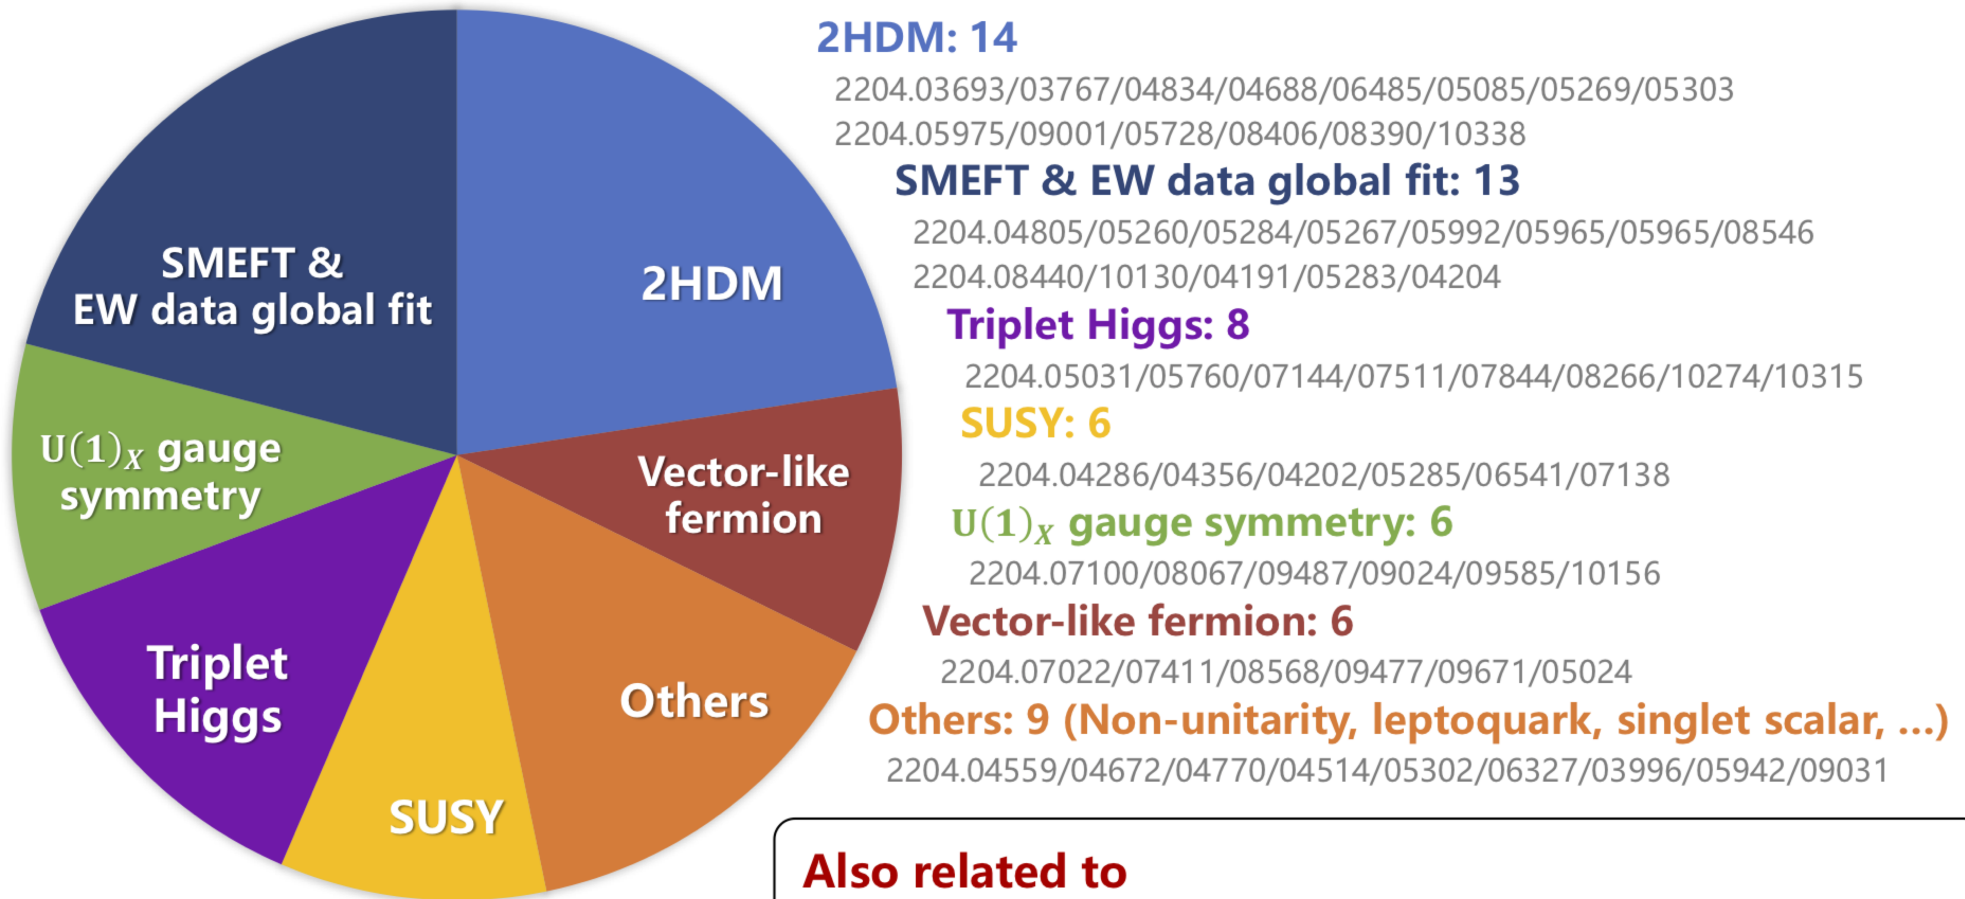 SMEFT &
EW data global fit
2HDM
U(1)X gauge
symmetry
Vector-like
fermion
Triplet
Higgs
Others
SUSY
2HDM: 14
2204.03693/03767/04834/04688/06485/05085/05269/05303
2204.05975/09001/05728/08406/08390/10338
SMEFT & EW data global fit: 13
2204.04805/05260/05284/05267/05992/05965/05965/08546
2204.08440/10130/04191/05283/04204
Triplet Higgs: 8
2204.05031/05760/07144/07511/07844/08266/10274/10315
SUSY: 6
2204.04286/04356/04202/05285/06541/07138
U(1)X gauge symmetry: 6
2204.07100/08067/09487/09024/09585/10156
Vector-like fermion: 6
2204.07022/07411/08568/09477/09671/05024
Others: 9 (Non-unitarity, leptoquark, singlet scalar, ...)
2204.04559/04672/04770/04514/05302/06327/03996/05942/09031
Also related to